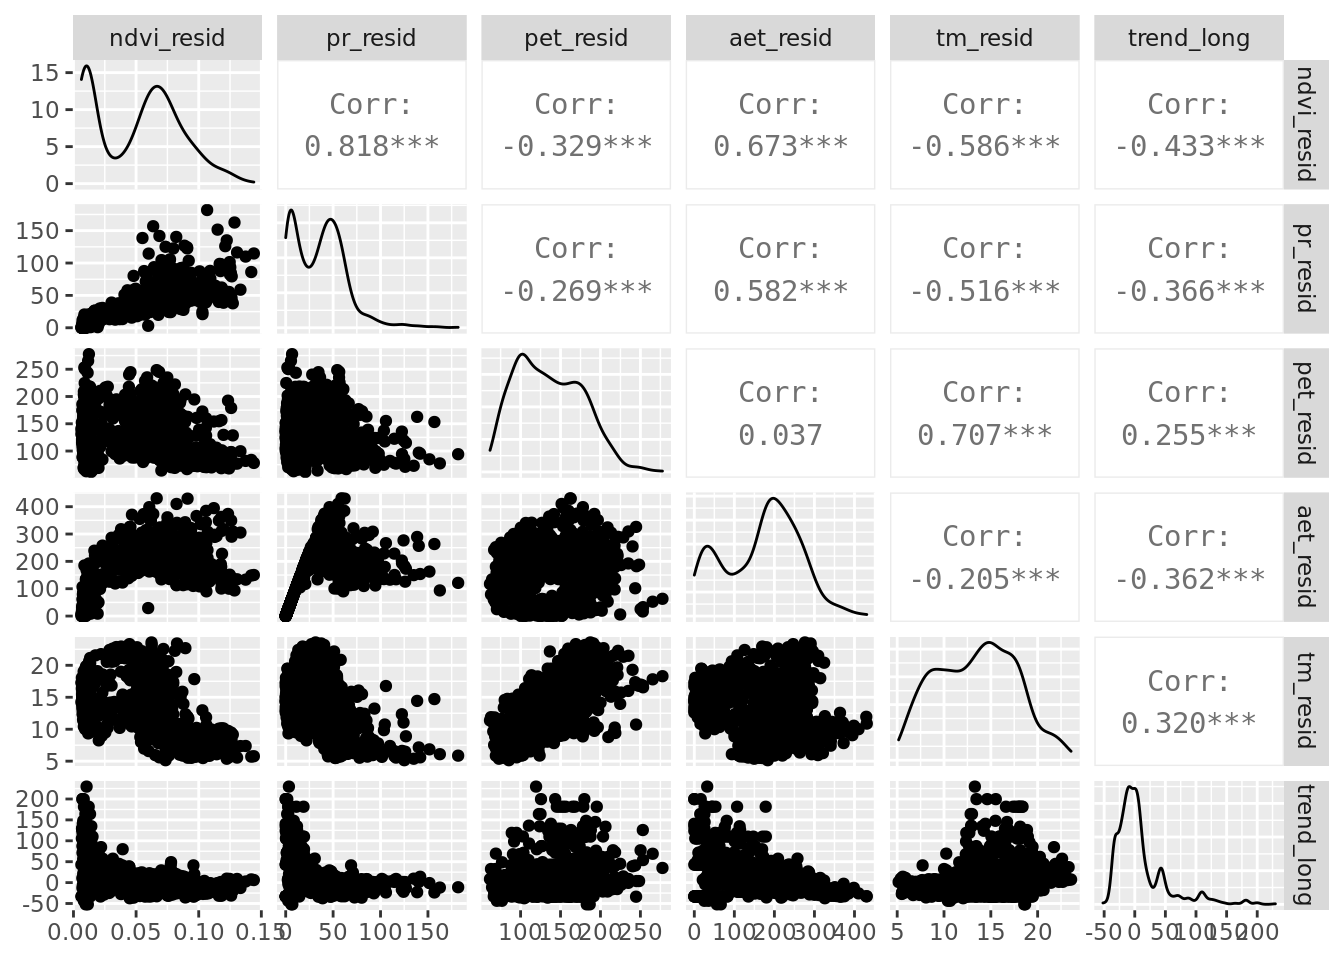 ndvi_resid pr_resid pet_resid aet_resid tm_resid trend_long
15
10
5
0
Corr:
0.818***
Corr:
-0.329***
Corr:
0.673***
Corr:
-0.586***
Corr:
-0.433***
ndvi_resid
150
100
50
0
Corr:
-0.269***
Corr:
0.582***
Corr:
-0.516***
Corr:
-0.366***
pr_resid
250
200
150
100
Corr:
0.037
Corr:
0.707***
Corr:
0.255***
pet_resid
400
300
200
100
0
Corr:
-0.205***
Corr:
-0.362***
aet_resid
20
15
10
5
Corr:
0.320***
tm_resid
200
150
100
50
0
-50
trend_long
0.00 0.05 0.10 0.15
0 50 100 150
100 150 200 250
0 100 200 300 400
5 10 15 20
-50 0 50 100 150 200